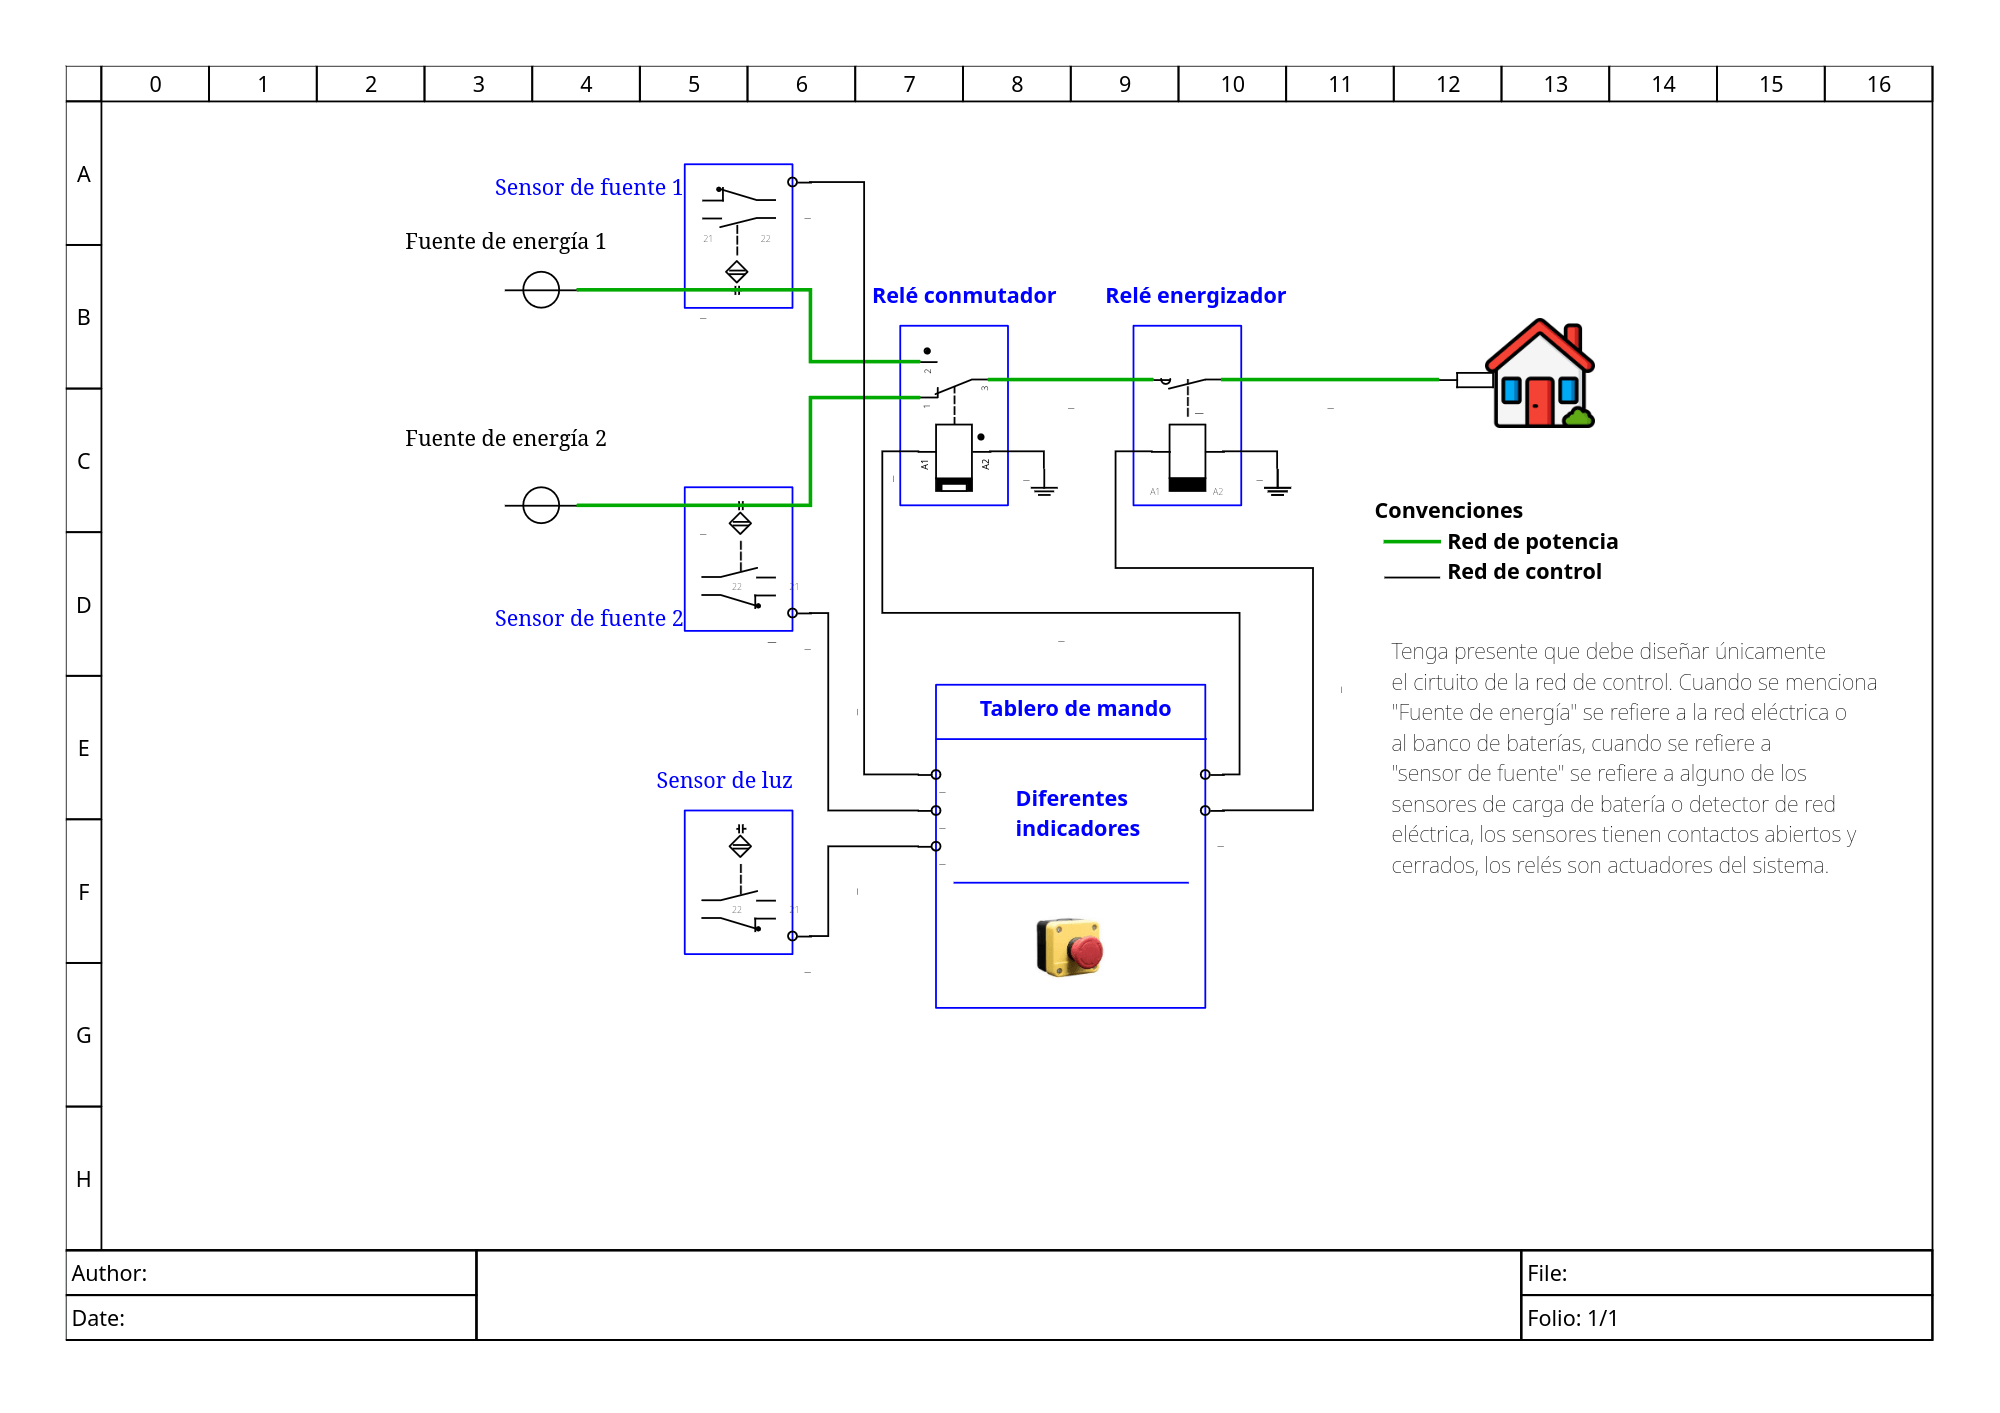 0 1 2 3 4 5 6 7 8 9 10 11 12 13 14 15 16
A
Sensor de fuente 1
Fuente de energía 1
21 22
B
Relé conmutador
Relé energizador
2
3
1
C
Fuente de energía 2
A1 A2
A1 A2
Convenciones
Red de potencia
Red de control
22 21
D
Sensor de fuente 2
Tenga presente que debe diseñar únicamente
el cirtuito de la red de control. Cuando se menciona
"Fuente de energía" se refiere a la red eléctrica o
al banco de baterías, cuando se refiere a
"sensor de fuente" se refiere a alguno de los
sensores de carga de batería o detector de red
eléctrica, los sensores tienen contactos abiertos y
cerrados, los relés son actuadores del sistema.
Tablero de mando
E
Sensor de luz
Diferentes
indicadores
F
22 21
G
H
Author:
Date:
File:
Folio: 1/1